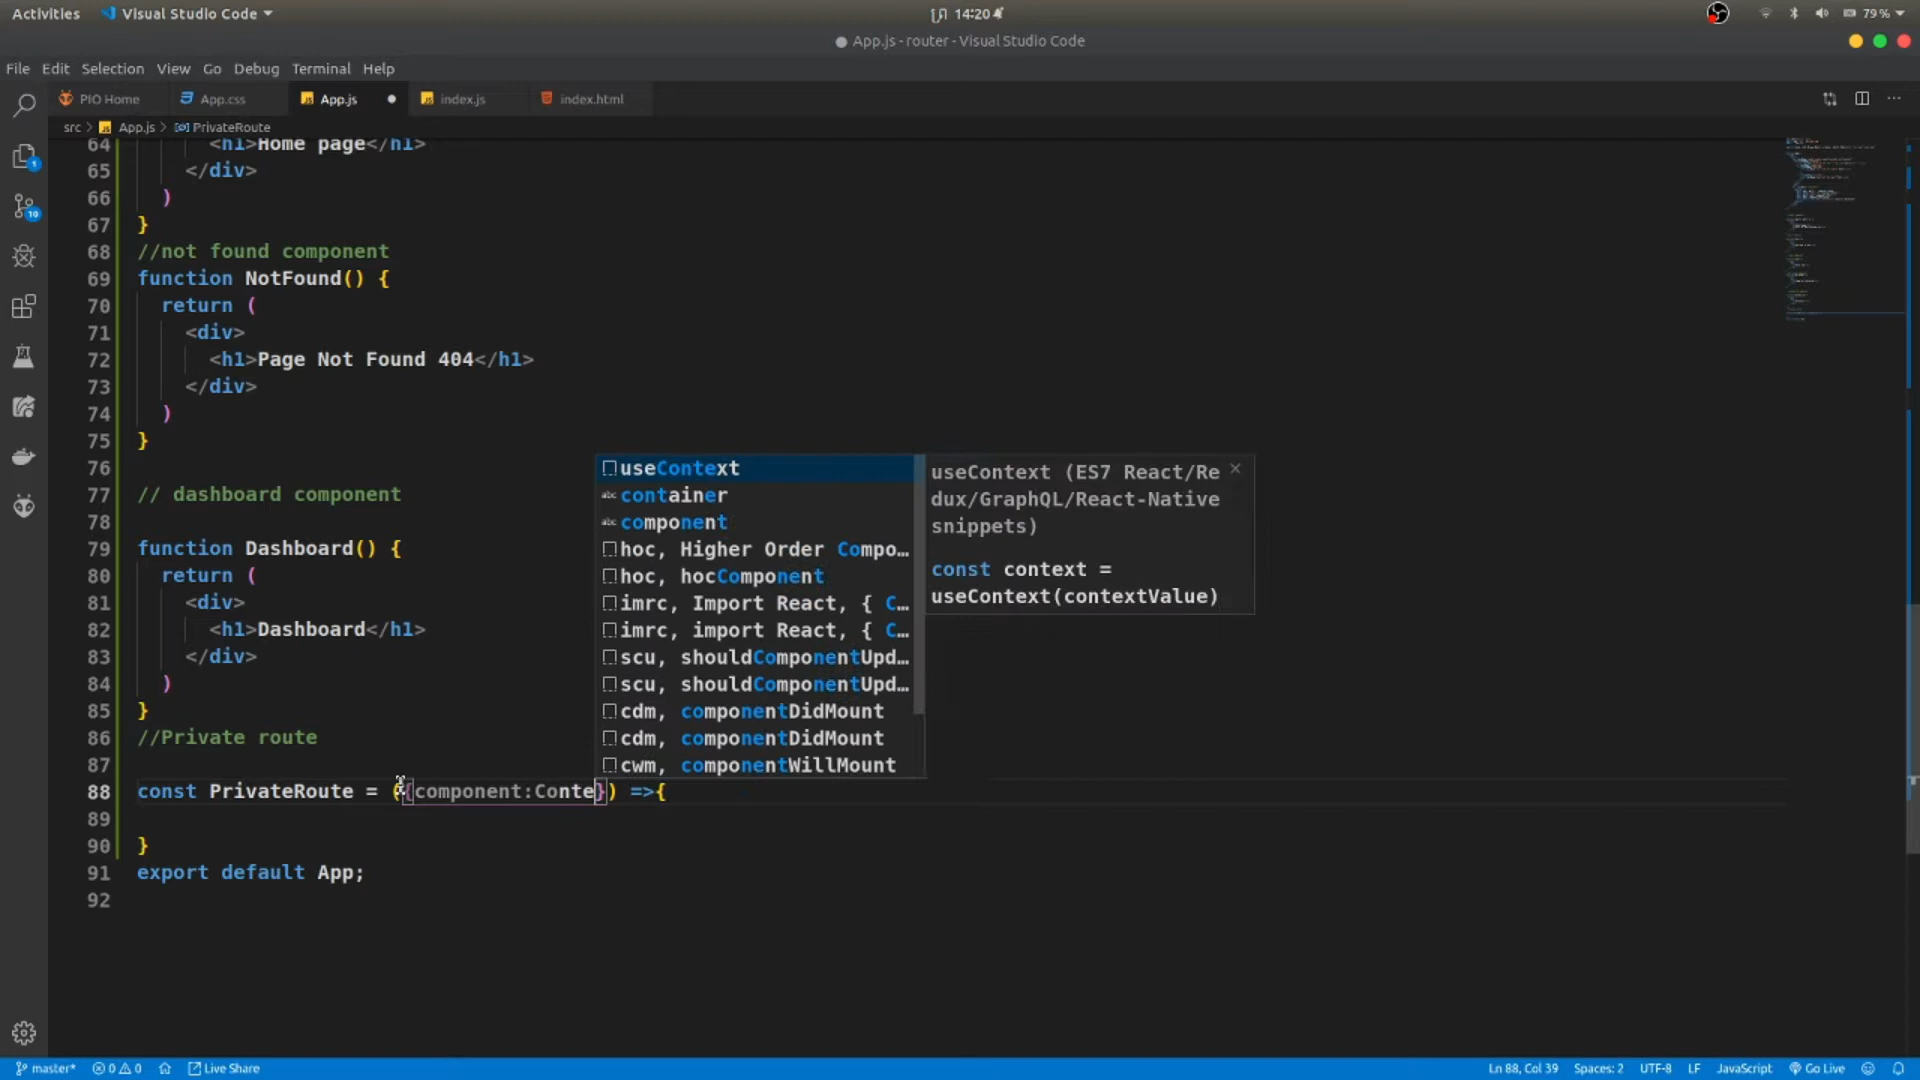 Activities Visual Studio Code 14:20 79%
● App.js - router - Visual Studio Code
File Edit Selection View Go Debug Terminal Help
PIO Home App.css App.js ● index.js index.html
src > App.js > PrivateRoute
64 <h1>Home page</h1>
65 </div>
66 )
67 }
68 //not found component
69 function NotFound() {
70 return (
71 <div>
72 <h1>Page Not Found 404</h1>
73 </div>
74 )
75 }
76
77 // dashboard component
78
79 function Dashboard() {
80 return (
81 <div>
82 <h1>Dashboard</h1>
83 </div>
84 )
85 }
86 //Private route
87
88 const PrivateRoute = ({component:Conte}) =>{
89
90 }
91 export default App;
92
useContext
container
component
hoc, Higher Order Compo…
hoc, hocComponent
imrc, Import React, { C…
imrc, import React, { C…
scu, shouldComponentUpd…
scu, shouldComponentUpd…
cdm, componentDidMount
cdm, componentDidMount
cwm, componentWillMount
useContext (ES7 React/Re
dux/GraphQL/React-Native
snippets)
const context =
useContext(contextValue)
1
10
master* 0 0 Live Share Ln 88, Col 39 Spaces: 2 UTF-8 LF JavaScript Go Live